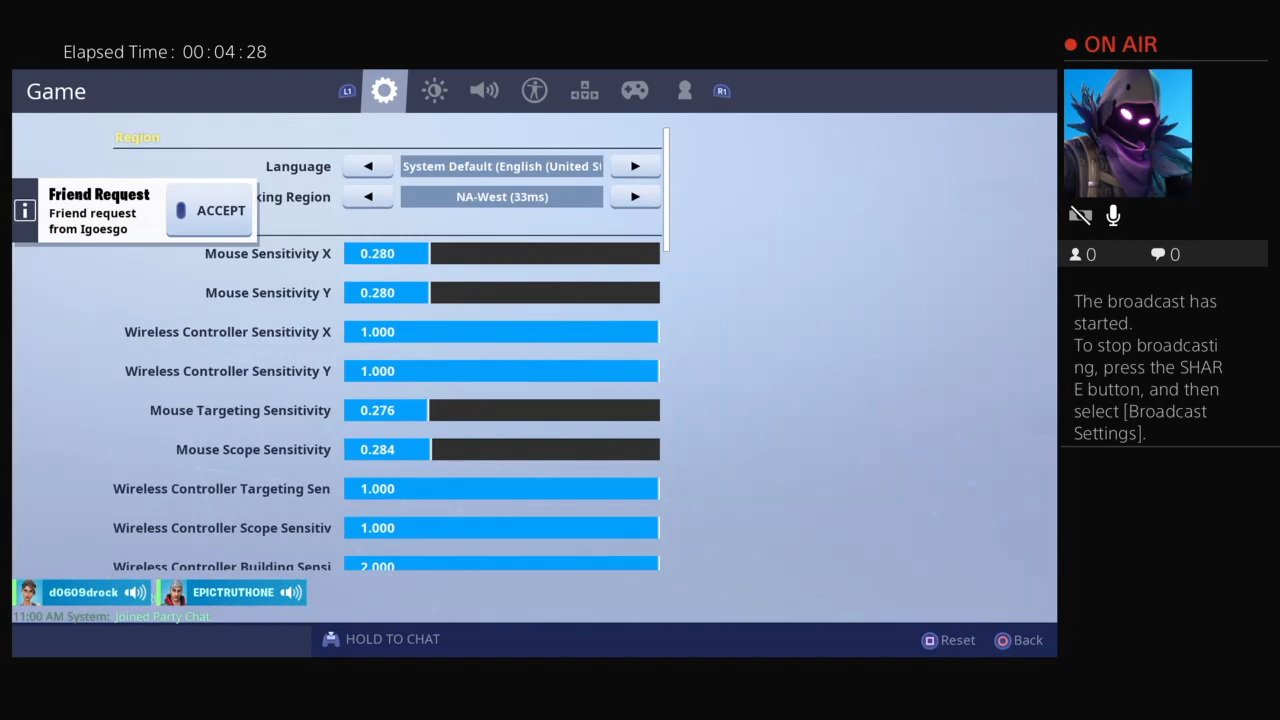 Elapsed Time: 00:04:28
ON AIR
Game
L1
R1
Region
Language
System Default (English (United St
king Region
NA-West (33ms)
Friend Request
Friend request
from Igoesgo
ACCEPT
Mouse Sensitivity X
0.280
Mouse Sensitivity Y
0.280
Wireless Controller Sensitivity X
1.000
Wireless Controller Sensitivity Y
1.000
Mouse Targeting Sensitivity
0.276
Mouse Scope Sensitivity
0.284
Wireless Controller Targeting Sen
1.000
Wireless Controller Scope Sensitiv
1.000
Wireless Controller Building Sensi
2.000
d0609drock
EPICTRUTHONE
11:00 AM System: Joined Party Chat.
HOLD TO CHAT
Reset
Back
0
0
The broadcast has
started.
To stop broadcasti
ng, press the SHAR
E button, and then
select [Broadcast
Settings].